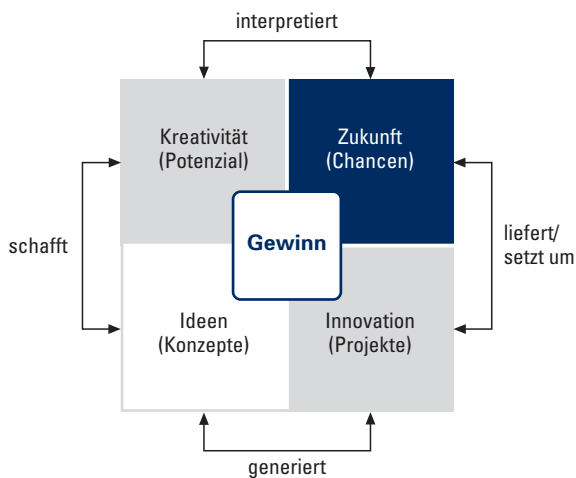 interpretiert
Kreativität
(Potenzial)
Zukunft
(Chancen)
schafft
Gewinn
liefert/
setzt um
Ideen
(Konzepte)
Innovation
(Projekte)
generiert